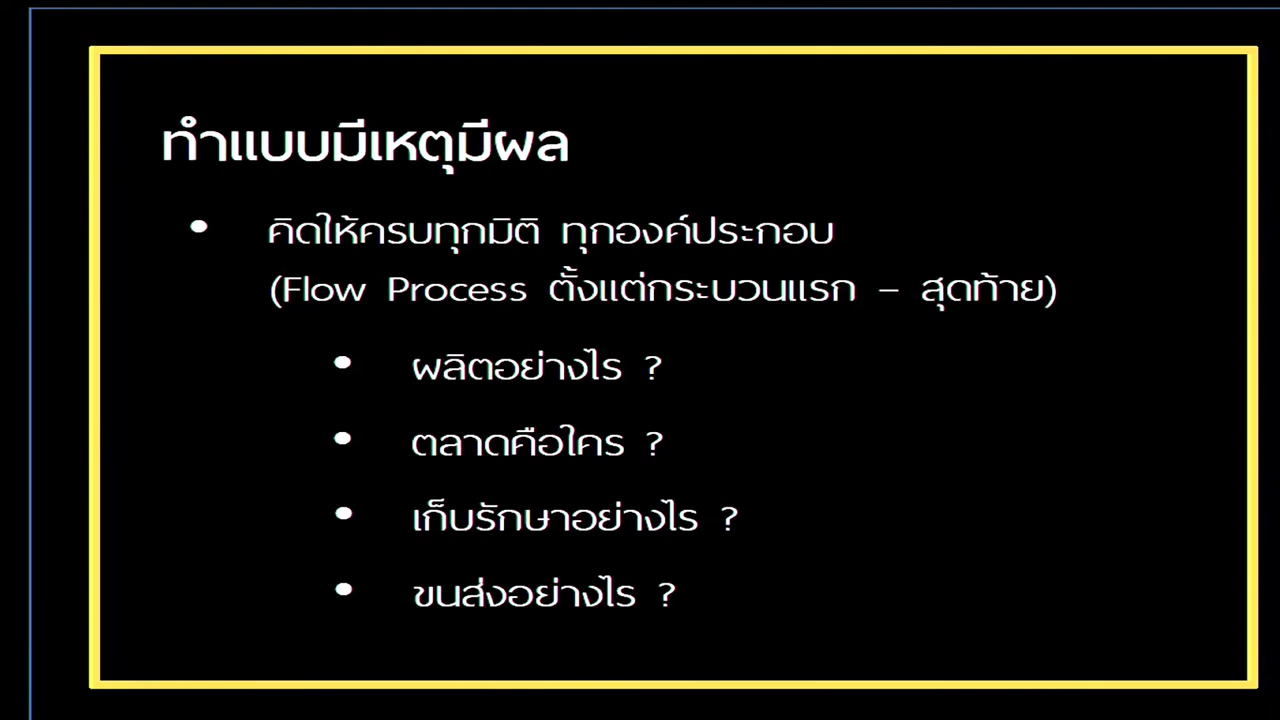 ทำแบบมีเหตุมีผล
• คิดให้ครบทุกมิติ ทุกองค์ประกอบ
(Flow Process ตั้งแต่กระบวนแรก – สุดท้าย)
• ผลิตอย่างไร ?
• ตลาดคือใคร ?
• เก็บรักษาอย่างไร ?
• ขนส่งอย่างไร ?